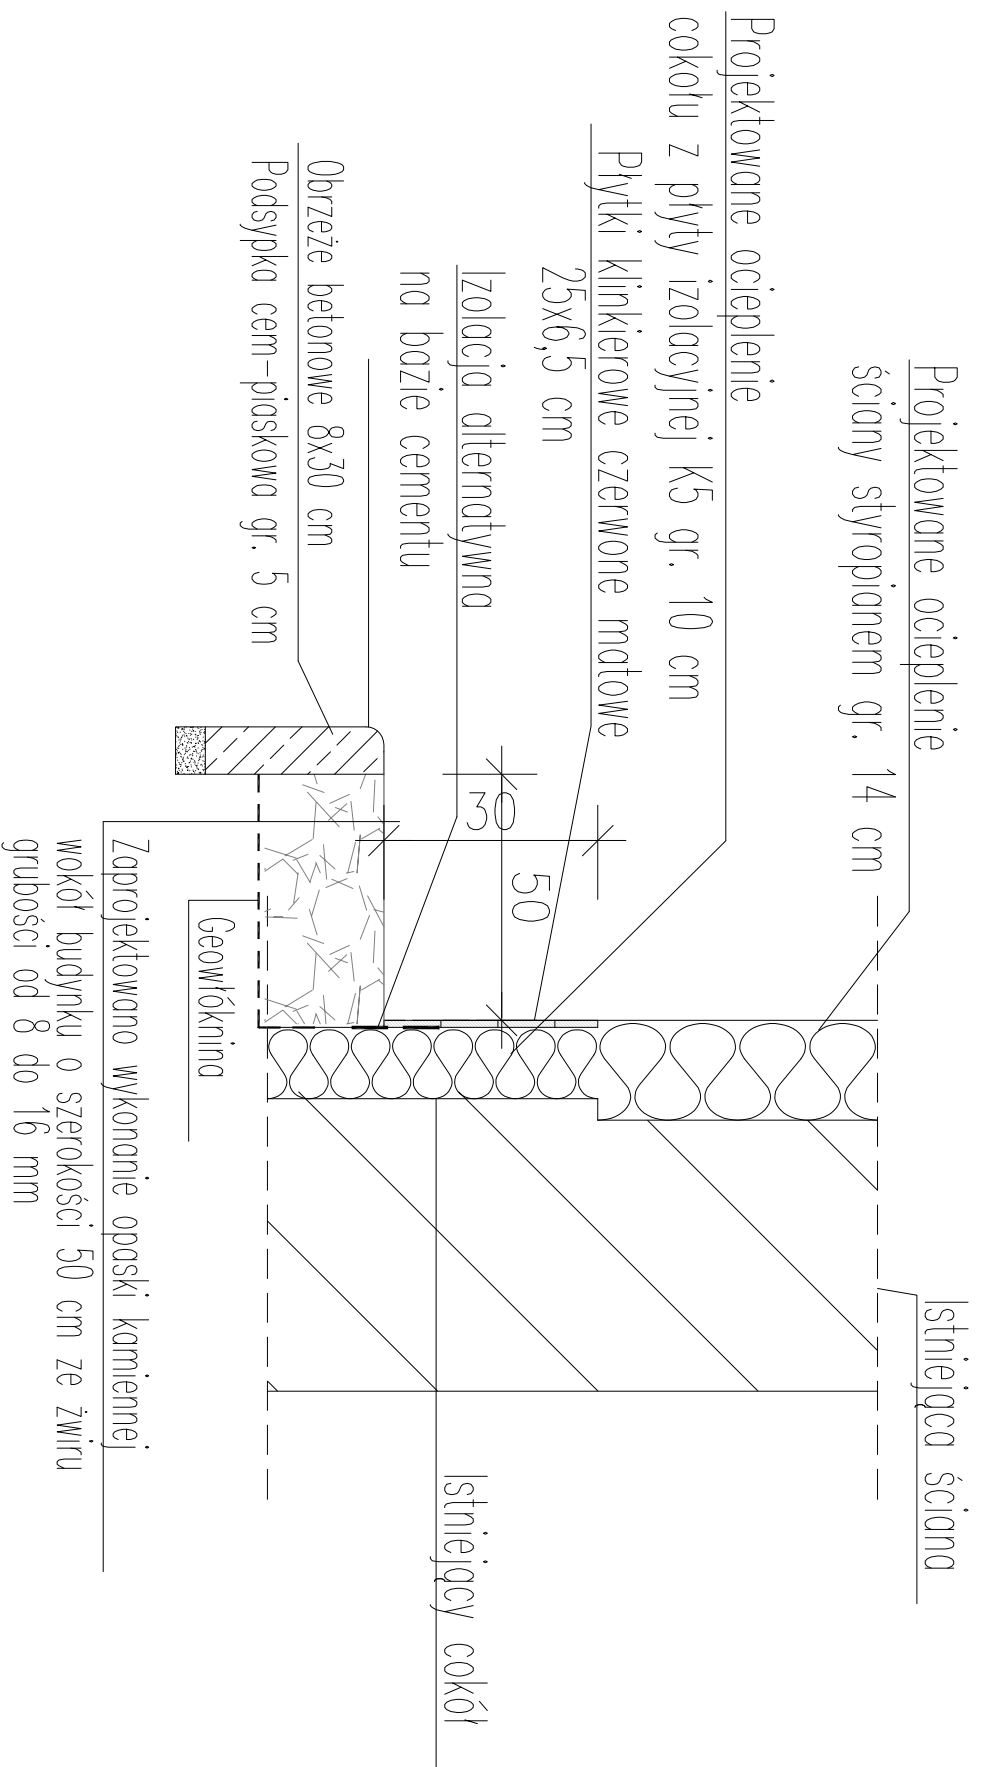 Projektowane ocieplenie
ściany styropianem gr. 14 cm
Istniejąca ściana
Projektowane ocieplenie
cokołu z płyty izolacyjnej K5 gr. 10 cm
Płytki klinkierowe czerwone matowe
25x6,5 cm
Izolacja alternatywna
na bazie cementu
Istniejący cokół
30
50
Obrzeże betonowe 8x30 cm
Podsypka cem-piaskowa gr. 5 cm
Geowłóknina
Zaprojektowano wykonanie opaski kamiennej
wokół budynku o szerokości 50 cm ze żwiru
grubości od 8 do 16 mm